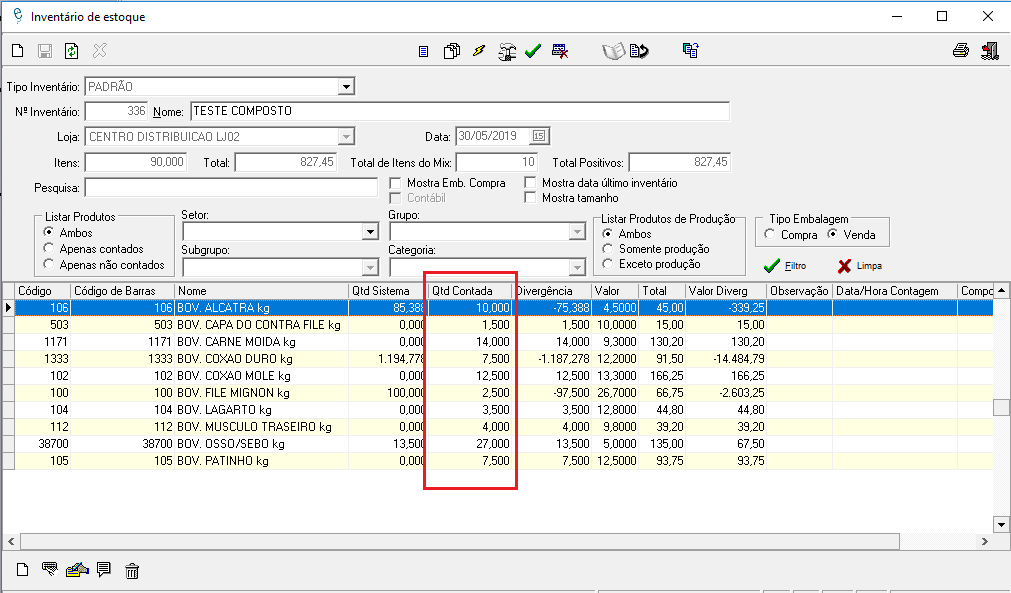 Inventário de estoque
Tipo Inventário: PADRÃO
Nº Inventário: 336 Nome: TESTE COMPOSTO
Loja: CENTRO DISTRIBUICAO LJ02 Data: 30/05/2019 15
Itens: 90,000 Total: 827,45 Total de Itens do Mix: 10 Total Positivos: 827,45
Pesquisa: Mostra Emb. Compra Mostra data último inventário
Contábil Mostra tamanho
Listar Produtos Setor: Grupo: Listar Produtos de Produção Tipo Embalagem
Ambos Ambos Compra Venda
Apenas contados Subgrupo: Categoria: Somente produção
Apenas não contados Exceto produção Filtro Limpa
Código Código de Barras Nome Qtd Sistema Qtd Contada Divergência Valor Total Valor Diverg Observação Data/Hora Contagem Compo
106 106 BOV. ALCATRA kg 85,388 10,000 -75,388 4,5000 45,00 -339,25
503 503 BOV. CAPA DO CONTRA FILE kg 0,000 1,500 1,500 10,0000 15,00 15,00
1171 1171 BOV. CARNE MOIDA kg 0,000 14,000 14,000 9,3000 130,20 130,20
1333 1333 BOV. COXAO DURO kg 1.194,778 7,500 -1.187,278 12,2000 91,50 -14.484,79
102 102 BOV. COXAO MOLE kg 0,000 12,500 12,500 13,3000 166,25 166,25
100 100 BOV. FILE MIGNON kg 100,000 2,500 -97,500 26,7000 66,75 -2.603,25
104 104 BOV. LAGARTO kg 0,000 3,500 3,500 12,8000 44,80 44,80
112 112 BOV. MUSCULO TRASEIRO kg 0,000 4,000 4,000 9,8000 39,20 39,20
38700 38700 BOV. OSSO/SEBO kg 13,500 27,000 13,500 5,0000 135,00 67,50
105 105 BOV. PATINHO kg 0,000 7,500 7,500 12,5000 93,75 93,75